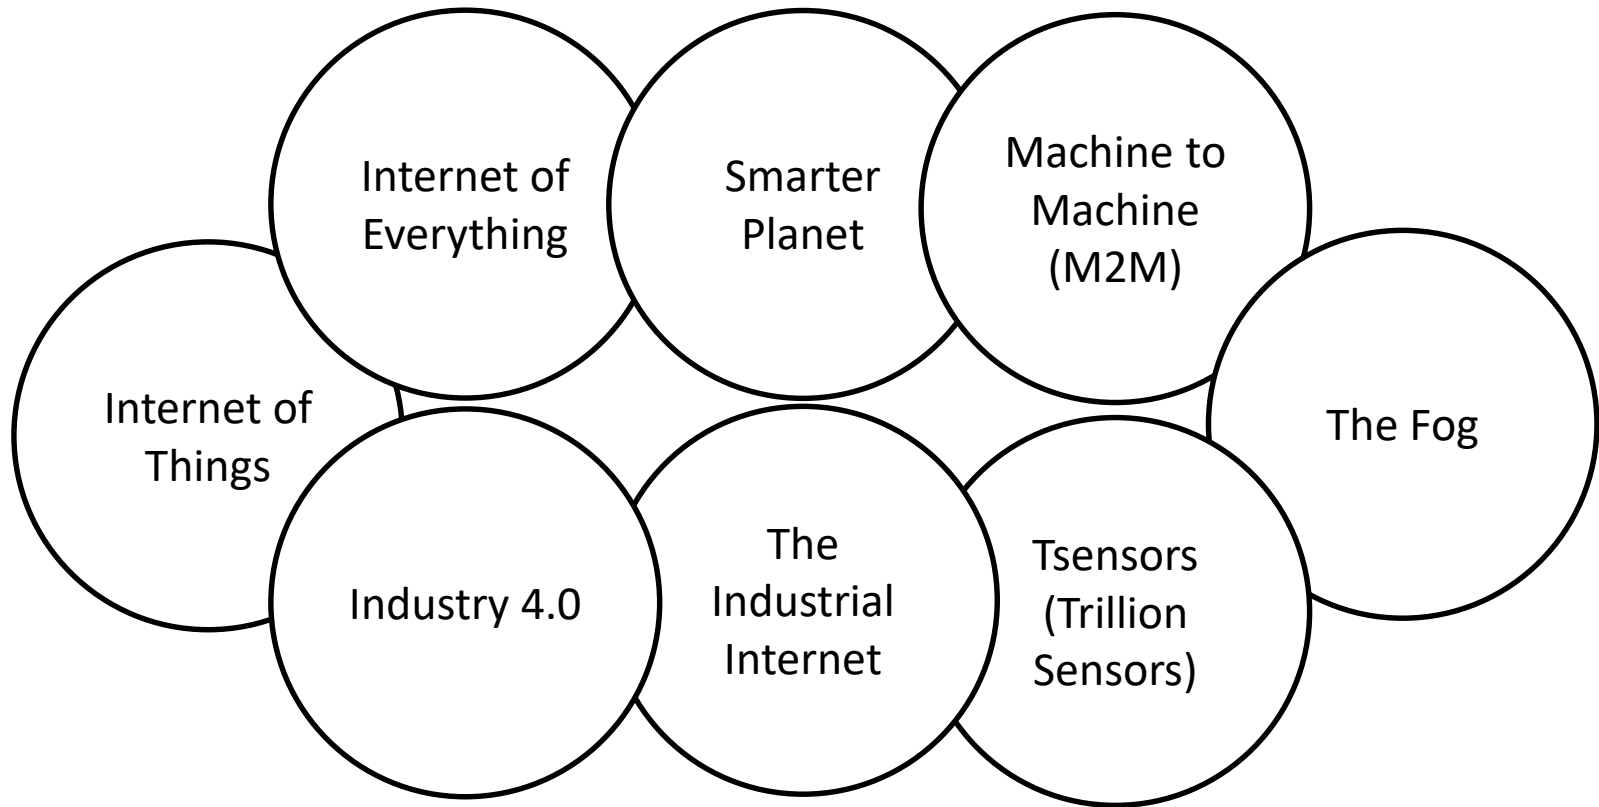 Internet of
Everything
Smarter
Planet
Machine to
Machine
(M2M)
Internet of
Things
The Fog
Industry 4.0
The
Industrial
Internet
Tsensors
(Trillion
Sensors)